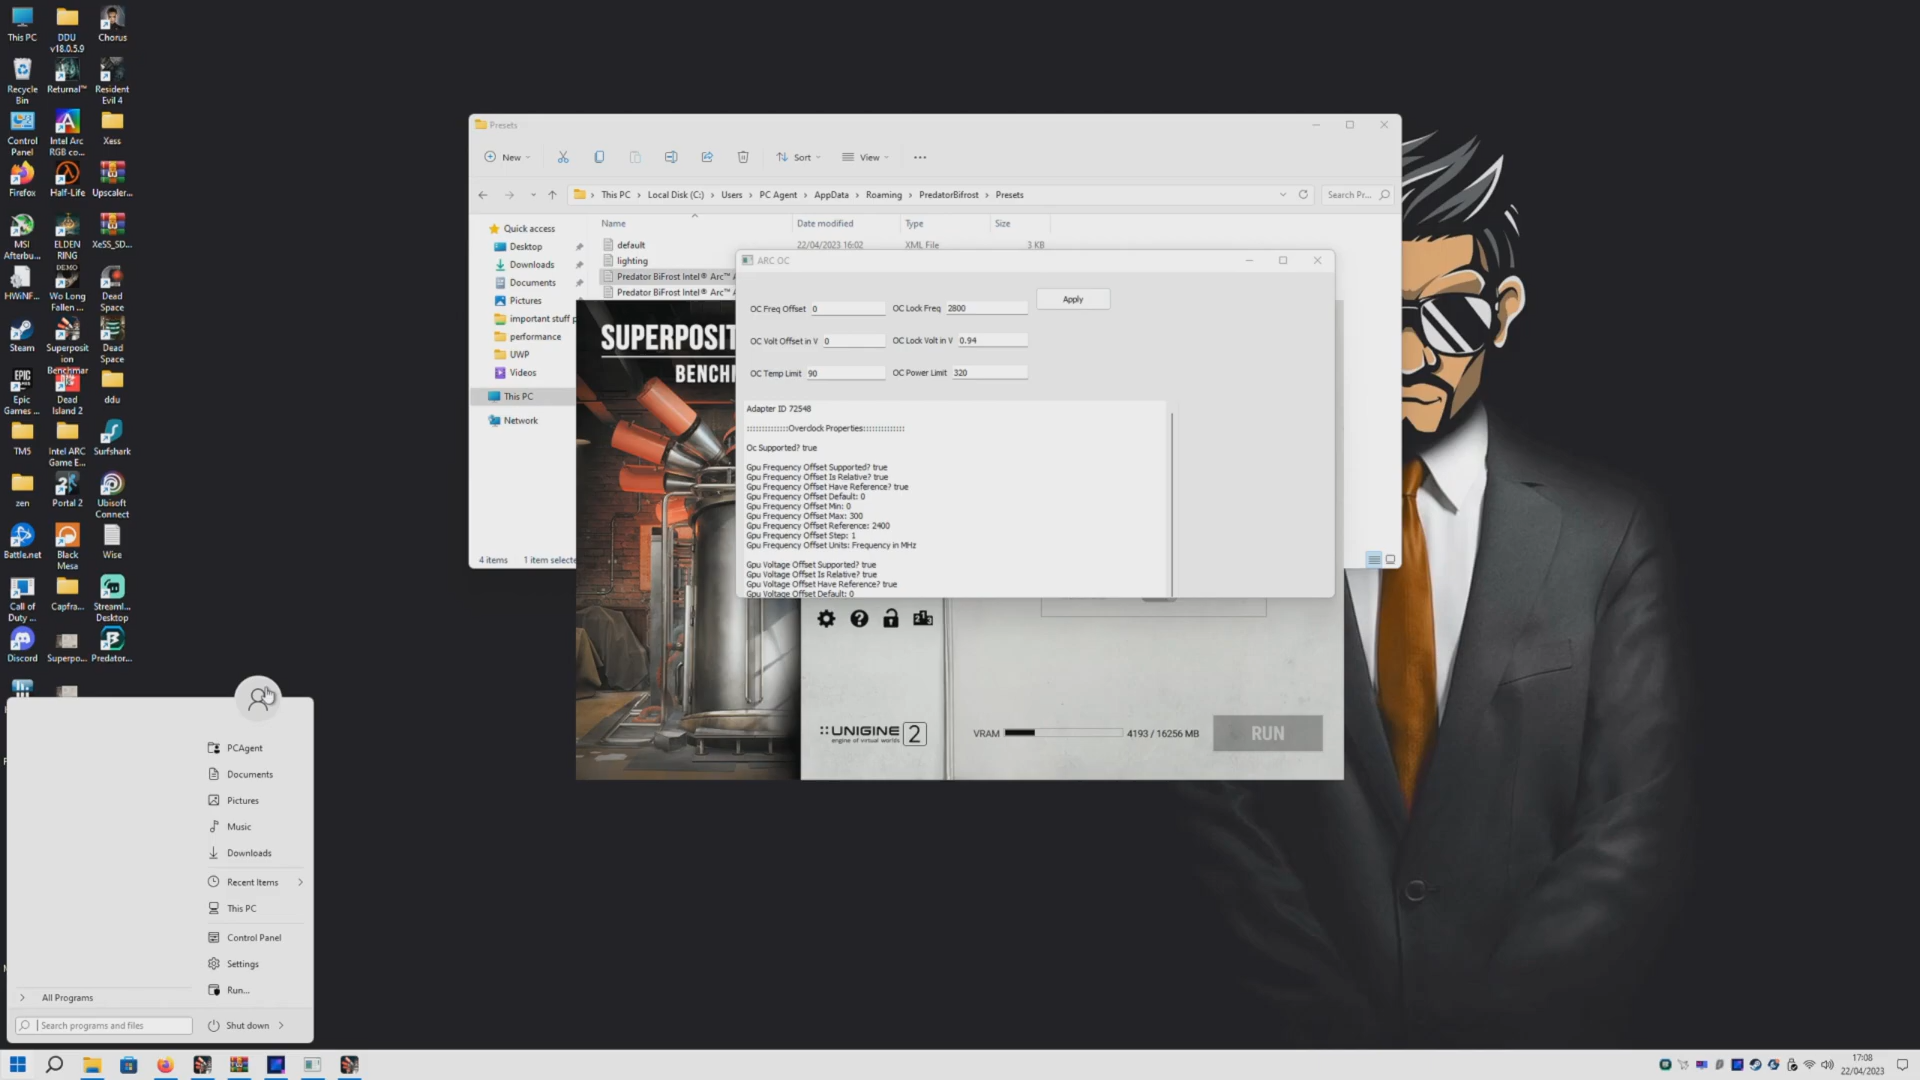 This PC
DDU v18.0.5.9
Chorus
Recycle Bin
Returnal™
Resident Evil 4
Control Panel
Intel Arc RGB co...
Xess
Firefox
Half-Life
Upscaler...
MSI Afterbu...
ELDEN RING
XeSS_SD...
HWiNF...
DEMO
Wo Long Fallen ...
Dead Space
Steam
Superposition Benchmark
Dead Space
EPIC GAMES
Epic Games ...
Dead Island 2
ddu
TM5
Intel ARC Game E...
Surfshark
zen
Portal 2
Ubisoft Connect
Battle.net
Black Mesa
Wise
Call of Duty ...
Capfra...
Streaml... Desktop
Discord
Superpo...
Predator...
Presets
New
Sort
View
This PC
Local Disk (C:)
Users
PC Agent
AppData
Roaming
PredatorBifrost
Presets
Search Pr...
Quick access
Desktop
Downloads
Documents
Pictures
important stuff p
performance
UWP
Videos
This PC
Network
Name
Date modified
Type
Size
default
22/04/2023 16:02
XML File
3 KB
lighting
Predator BiFrost Intel® Arc™ A
Predator BiFrost Intel® Arc™ A
4 items
1 item selecte
ARC OC
OC Freq Offset 0
OC Lock Freq 2800
Apply
OC Volt Offset in V 0
OC Lock Volt in V 0.94
OC Temp Limit 90
OC Power Limit 320
Adapter ID 72548
::::::::::::::Overclock Properties::::::::::::::
Oc Supported? true
Gpu Frequency Offset Supported? true
Gpu Frequency Offset Is Relative? true
Gpu Frequency Offset Have Reference? true
Gpu Frequency Offset Default: 0
Gpu Frequency Offset Min: 0
Gpu Frequency Offset Max: 300
Gpu Frequency Offset Reference: 2400
Gpu Frequency Offset Step: 1
Gpu Frequency Offset Units: Frequency in MHz
Gpu Voltage Offset Supported? true
Gpu Voltage Offset Is Relative? true
Gpu Voltage Offset Have Reference? true
Gpu Voltage Offset Default: 0
SUPERPOSIT
BENCH
UNIGINE 2
engine of virtual worlds
VRAM
4193 / 16256 MB
RUN
PCAgent
Documents
Pictures
Music
Downloads
Recent Items
This PC
Control Panel
Settings
Run...
All Programs
Search programs and files
Shut down
17:08
22/04/2023